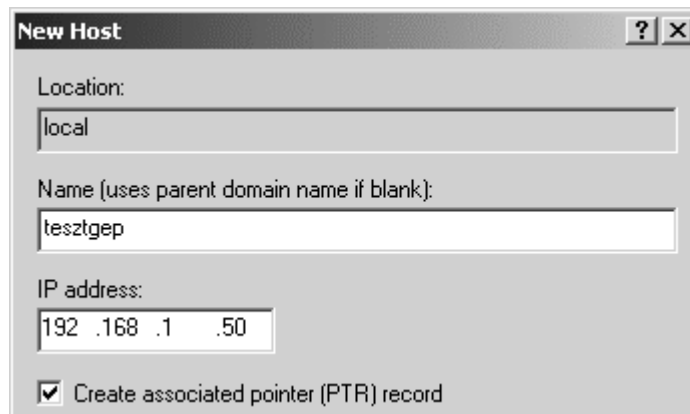 New Host
Location:
local
Name (uses parent domain name if blank):
tesztgep
IP address:
192 .168 .1 .50
Create associated pointer (PTR) record